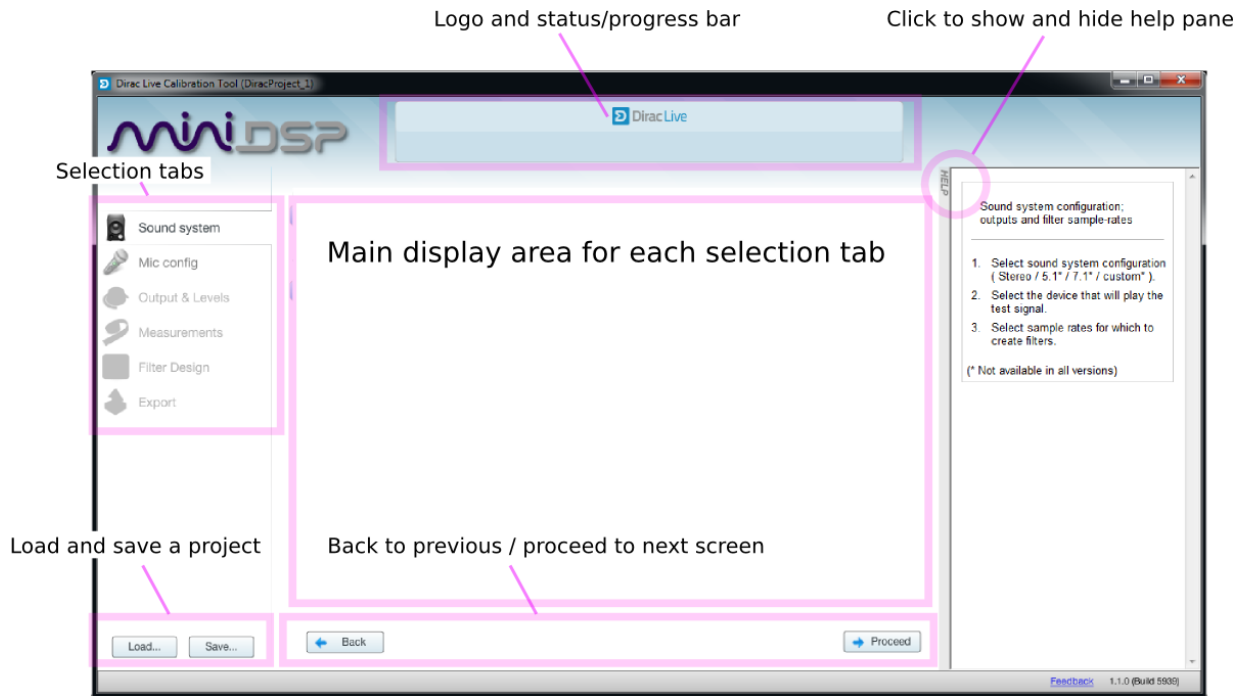 Logo and status/progress bar
Click to show and hide help pane
Dirac Live Calibration Tool (DiracProject_1)
mini DSP
Dirac Live
Selection tabs
HELP
Sound system
Mic config
Output & Levels
Measurements
Filter Design
Export
Main display area for each selection tab
Sound system configuration;
outputs and filter sample-rates
1. Select sound system configuration
( Stereo / 5.1* / 7.1* / custom* ).
2. Select the device that will play the
test signal.
3. Select sample rates for which to
create filters.
(* Not available in all versions)
Load and save a project
Back to previous / proceed to next screen
Load...
Save...
Back
Proceed
Feedback
1.1.0 (Build 5939)